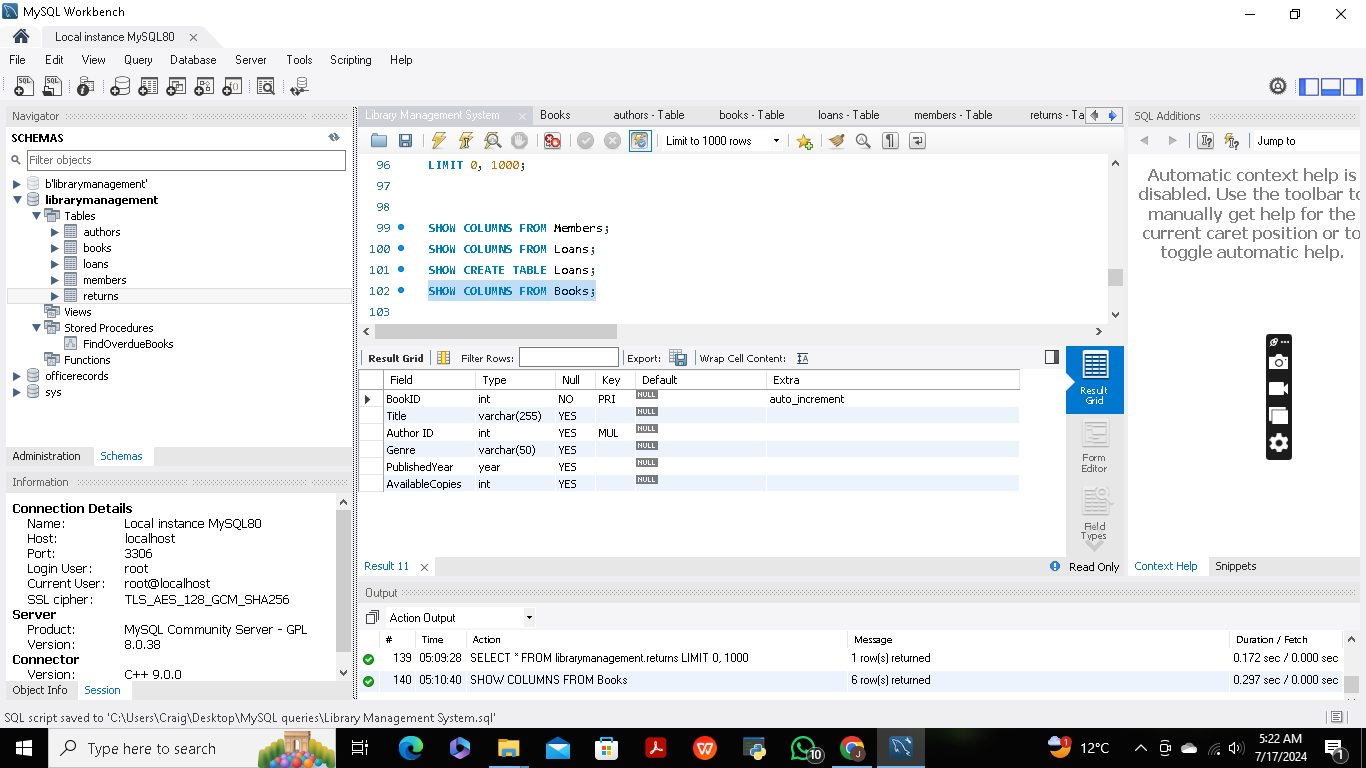 MySQL Workbench
Local instance MySQL80
File Edit View Query Database Server Tools Scripting Help
Navigator
SCHEMAS
Filter objects
b'librarymanagement'
librarymanagement
Tables
authors
books
loans
members
returns
Views
Stored Procedures
FindOverdueBooks
Functions
officerecords
sys
Administration Schemas
Information
Connection Details
Name: Local instance MySQL80
Host: localhost
Port: 3306
Login User: root
Current User: root@localhost
SSL cipher: TLS_AES_128_GCM_SHA256
Server
Product: MySQL Community Server - GPL
Version: 8.0.38
Connector
Version: C++ 9.0.0
Object Info Session
Library Management System Books authors - Table books - Table loans - Table members - Table returns - Ta
Limit to 1000 rows
96 LIMIT 0, 1000;
97
98
99 SHOW COLUMNS FROM Members;
100 SHOW COLUMNS FROM Loans;
101 SHOW CREATE TABLE Loans;
102 SHOW COLUMNS FROM Books;
103
Result Grid Filter Rows: Export: Wrap Cell Content:
Field Type Null Key Default Extra
BookID int NO PRI NULL auto_increment
Title varchar(255) YES NULL
Author ID int YES MUL NULL
Genre varchar(50) YES NULL
PublishedYear year YES NULL
AvailableCopies int YES NULL
Result
Grid
Form
Editor
Field
Types
Result 11 Read Only
Output
Action Output
# Time Action Message Duration / Fetch
139 05:09:28 SELECT * FROM librarymanagement.returns LIMIT 0, 1000 1 row(s) returned 0.172 sec / 0.000 sec
140 05:10:40 SHOW COLUMNS FROM Books 6 row(s) returned 0.297 sec / 0.000 sec
SQL Additions
Jump to
Automatic context help is
disabled. Use the toolbar to
manually get help for the
current caret position or to
toggle automatic help.
Context Help Snippets
SQL script saved to 'C:\Users\Craig\Desktop\MySQL queries\Library Management System.sql'
Type here to search
10
1
12°C
5:22 AM
7/17/2024
1